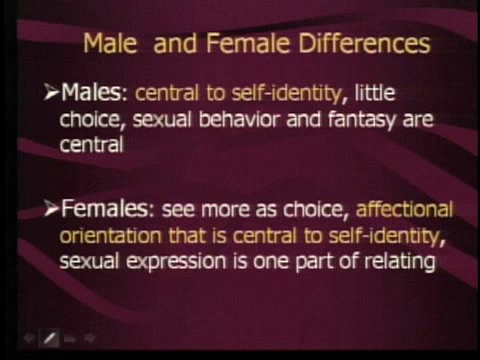 Male and Female Differences
➢Males: central to self-identity, little
choice, sexual behavior and fantasy are
central
➢Females: see more as choice, affectional
orientation that is central to self-identity,
sexual expression is one part of relating